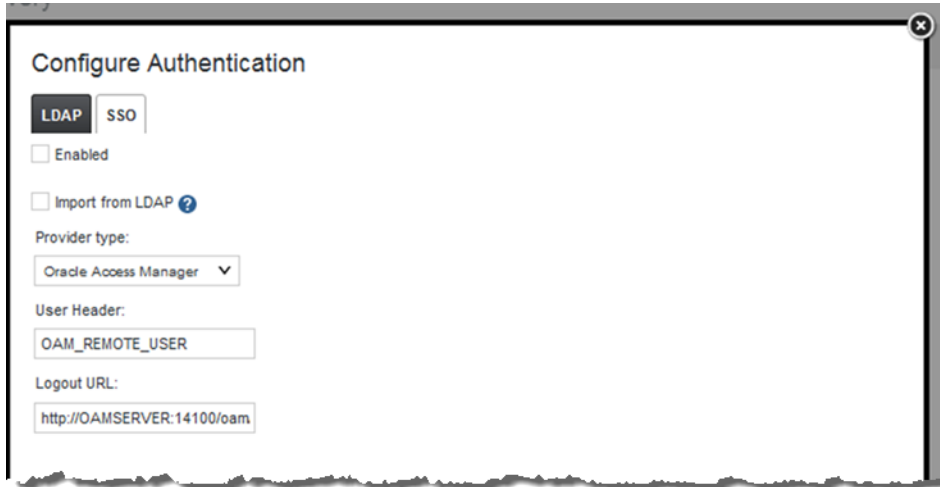 Configure Authentication
LDAP SSO
Enabled
Import from LDAP ?
Provider type:
Oracle Access Manager
User Header:
OAM_REMOTE_USER
Logout URL:
http://OAMSERVER:14100/oam